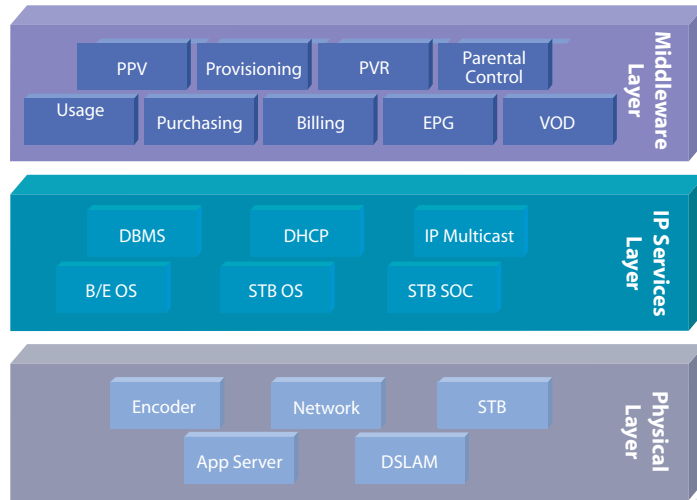 PPV
Provisioning
PVR
Parental
Control
Usage
Purchasing
Billing
EPG
VOD
Middleware
Layer
DBMS
DHCP
IP Multicast
B/E OS
STB OS
STB SOC
IP Services
Layer
Encoder
Network
STB
App Server
DSLAM
Physical
Layer